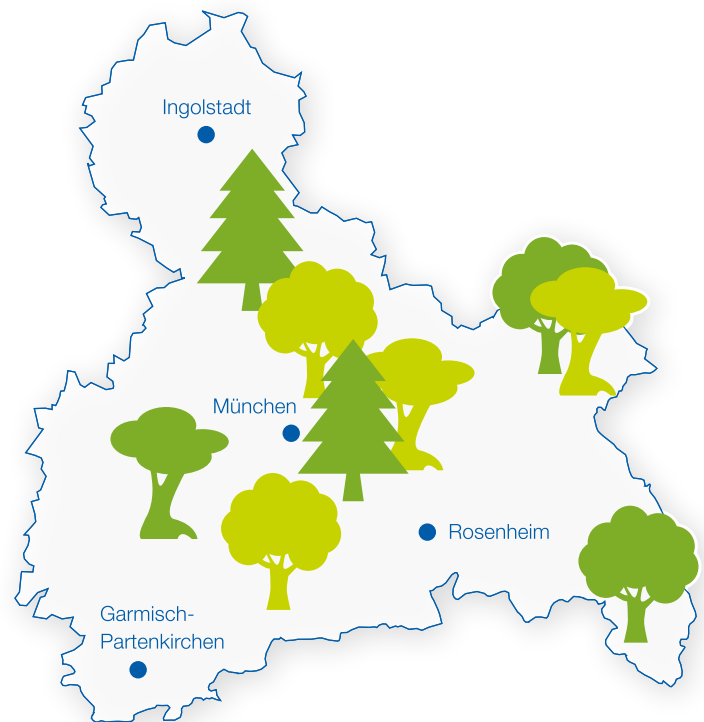 Ingolstadt
München
Rosenheim
Garmisch-
Partenkirchen